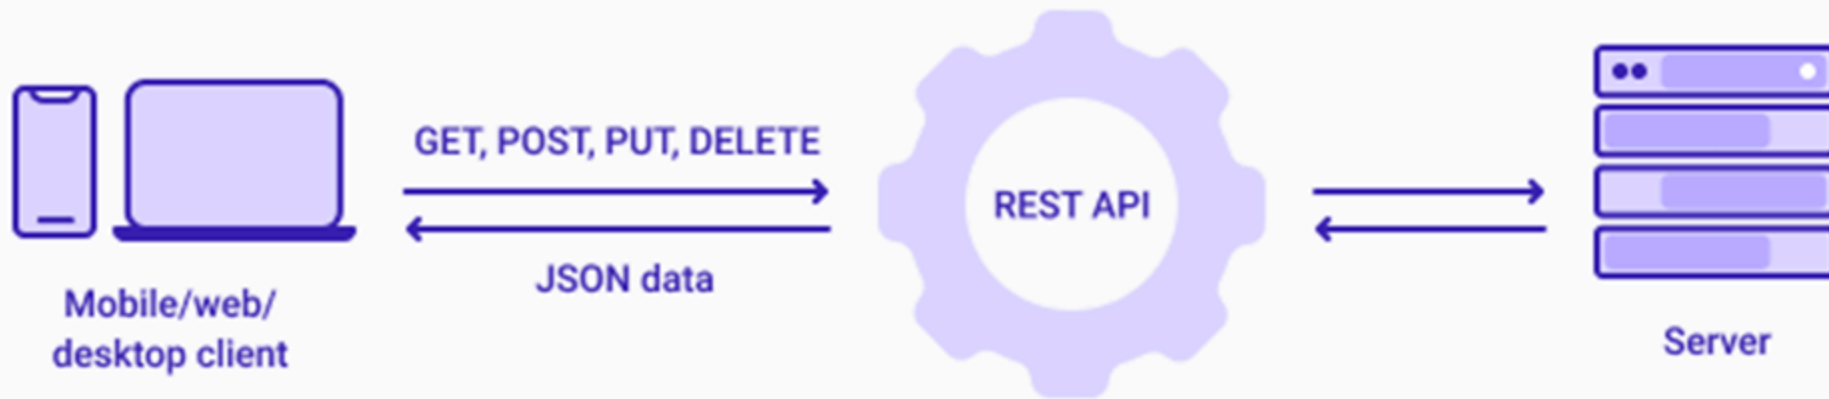 GET, POST, PUT, DELETE
REST API
JSON data
Mobile/web/
desktop client
Server